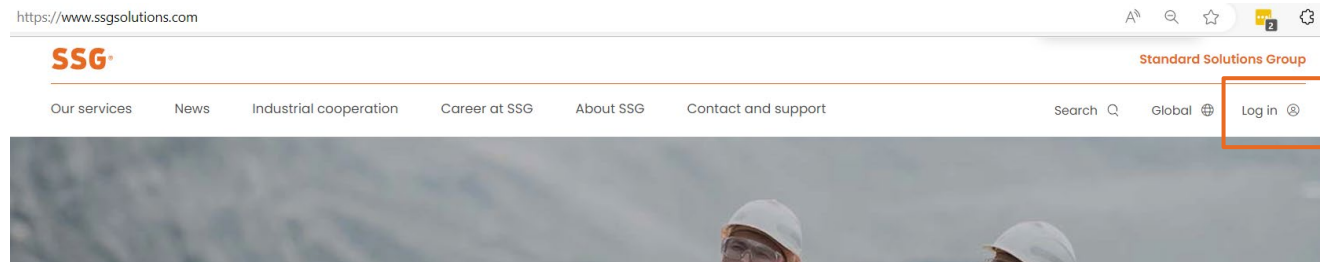 https://www.ssgsolutions.com
2
SSG
Standard Solutions Group
Our services News Industrial cooperation Career at SSG About SSG Contact and support Search Global Log in